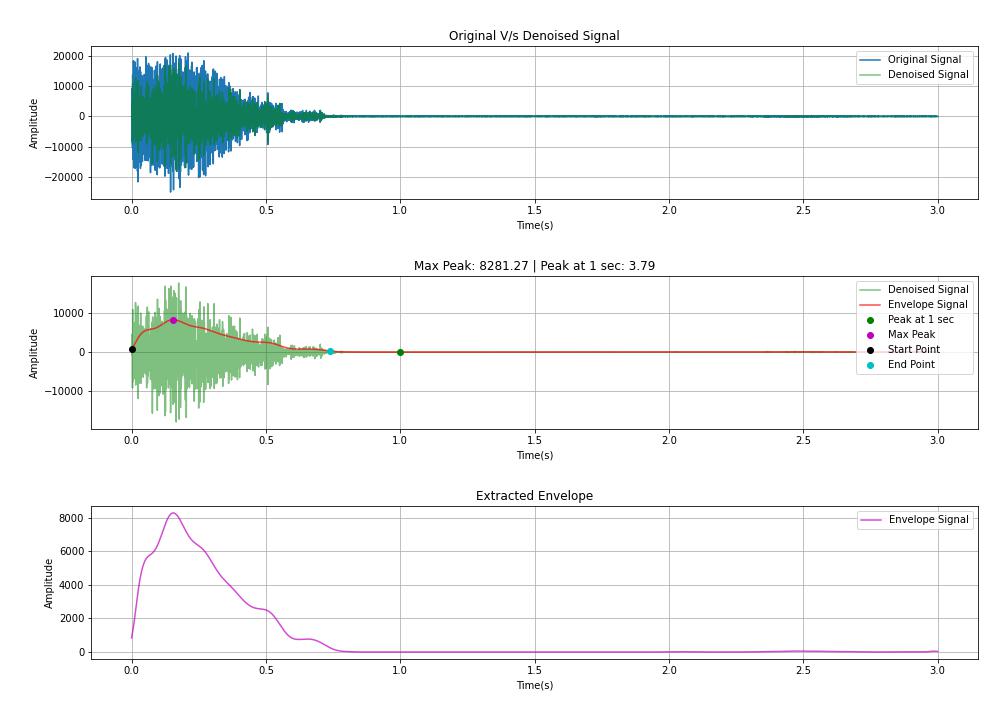 Original V/s Denoised Signal
20000
10000
0
−10000
−20000
Amplitude
Original Signal
Denoised Signal
0.0 0.5 1.0 1.5 2.0 2.5 3.0
Time(s)
Max Peak: 8281.27 | Peak at 1 sec: 3.79
10000
0
−10000
Amplitude
Denoised Signal
Envelope Signal
Peak at 1 sec
Max Peak
Start Point
End Point
0.0 0.5 1.0 1.5 2.0 2.5 3.0
Time(s)
Extracted Envelope
8000
6000
4000
2000
0
Amplitude
Envelope Signal
0.0 0.5 1.0 1.5 2.0 2.5 3.0
Time(s)